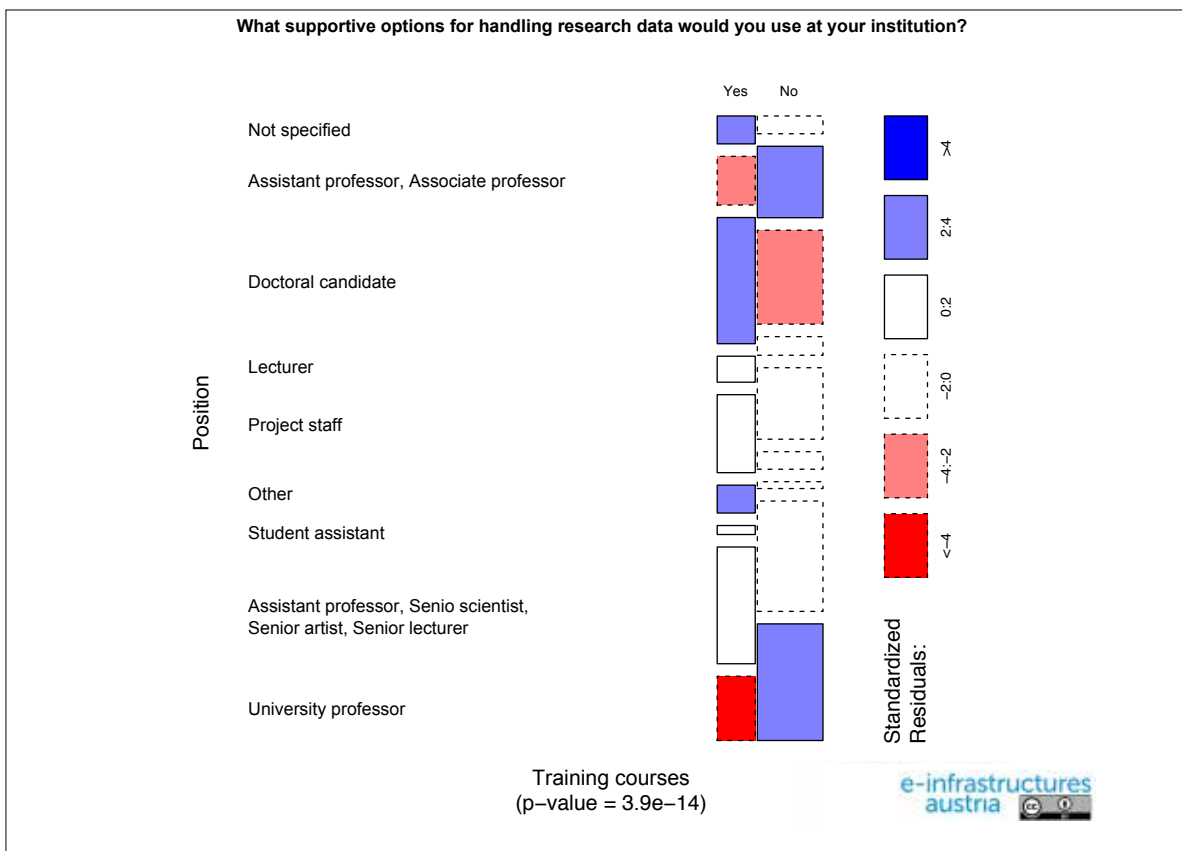 What supportive options for handling research data would you use at your institution?
Yes No
Not specified
Assistant professor, Associate professor
Doctoral candidate
Lecturer
Project staff
Other
Student assistant
Assistant professor, Senio scientist,
Senior artist, Senior lecturer
University professor
Position
Training courses
(p−value = 3.9e−14)
>4
2:4
0:2
−2:0
−4:−2
<−4
Standardized
Residuals:
e-infrastructures
austria
cc